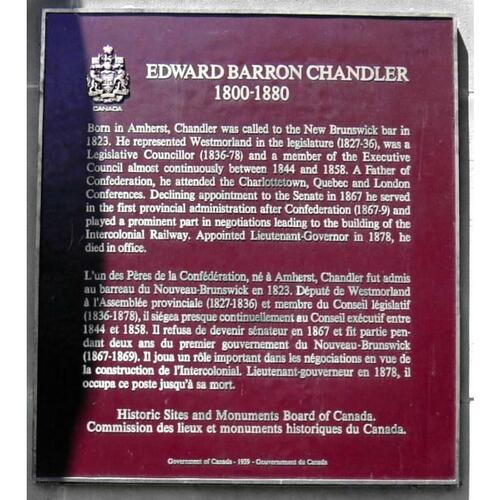 CANADA
EDWARD BARRON CHANDLER
1800-1880
Born in Amherst, Chandler was called to the New Brunswick bar in
1823. He represented Westmorland in the legislature (1827-36), was a
Legislative Councillor (1836-78) and a member of the Executive
Council almost continuously between 1844 and 1858. A Father of
Confederation, he attended the Charlottetown, Quebec and London
Conferences. Declining appointment to the Senate in 1867 he served
in the first provincial administration after Confederation (1867-9) and
played a prominent part in negotiations leading to the building of the
Intercolonial Railway. Appointed Lieutenant-Governor in 1878, he
died in office.
L'un des Pères de la Confédération, né à Amherst, Chandler fut admis
au barreau du Nouveau-Brunswick en 1823. Député de Westmorland
à l'Assemblée provinciale (1827-1836) et membre du Conseil législatif
(1836-1878), il siégea presque continuellement au Conseil exécutif entre
1844 et 1858. Il refusa de devenir sénateur en 1867 et fit partie pen-
dant deux ans du premier gouvernement du Nouveau-Brunswick
(1867-1869). Il joua un rôle important dans les négociations en vue de
la construction de l'Intercolonial. Lieutenant-gouverneur en 1878, il
occupa ce poste jusqu'à sa mort.
Historic Sites and Monuments Board of Canada.
Commission des lieux et monuments historiques du Canada.
Government of Canada - 1939 - Gouvernement du Canada